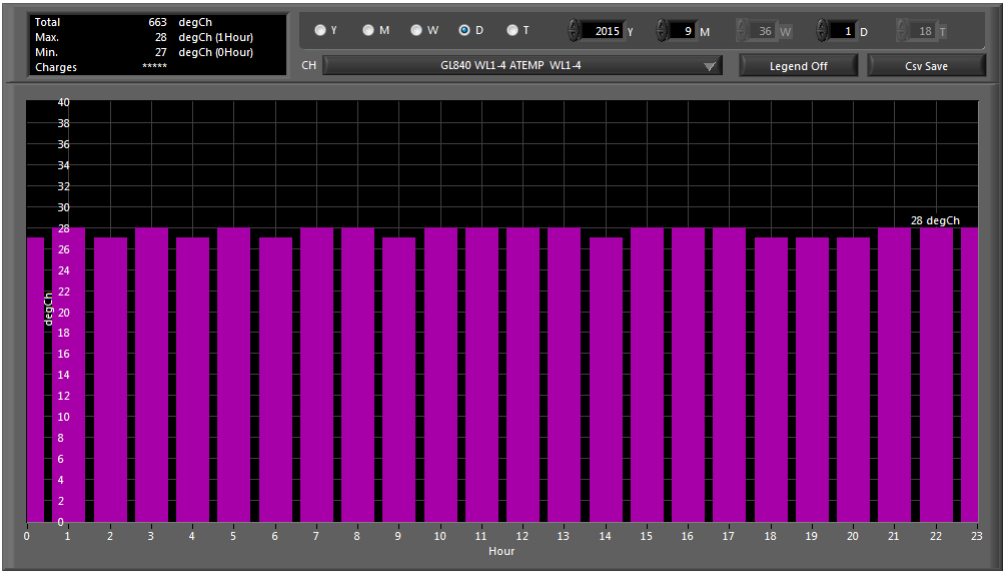 Total 663 degCh
Max. 28 degCh (1Hour)
Min. 27 degCh (0Hour)
Charges *****
Y M W D T 2015 Y 9 M 36 W 1 D 18 T
CH GL840 WL1-4 ATEMP WL1-4 Legend Off Csv Save
40
38
36
34
32
30
28 degCh
28
26
24
22
20
18
16
14
12
10
8
6
4
2
0
degCh
0 1 2 3 4 5 6 7 8 9 10 11 12 13 14 15 16 17 18 19 20 21 22 23
Hour